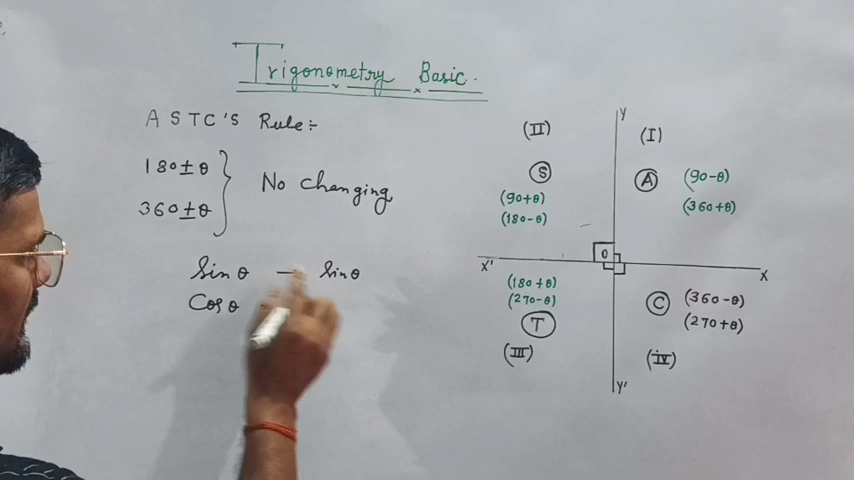 Trigonometry Basic.
ASTC'S Rule:-
180±θ
360±θ
No changing
Sinθ — Sinθ
Cosθ
Y
(II)
(I)
S
A
(90-θ)
(90+θ)
(360+θ)
(180-θ)
O
X'
X
(180+θ)
(270-θ)
T
C
(360-θ)
(270+θ)
(III)
(IV)
Y'